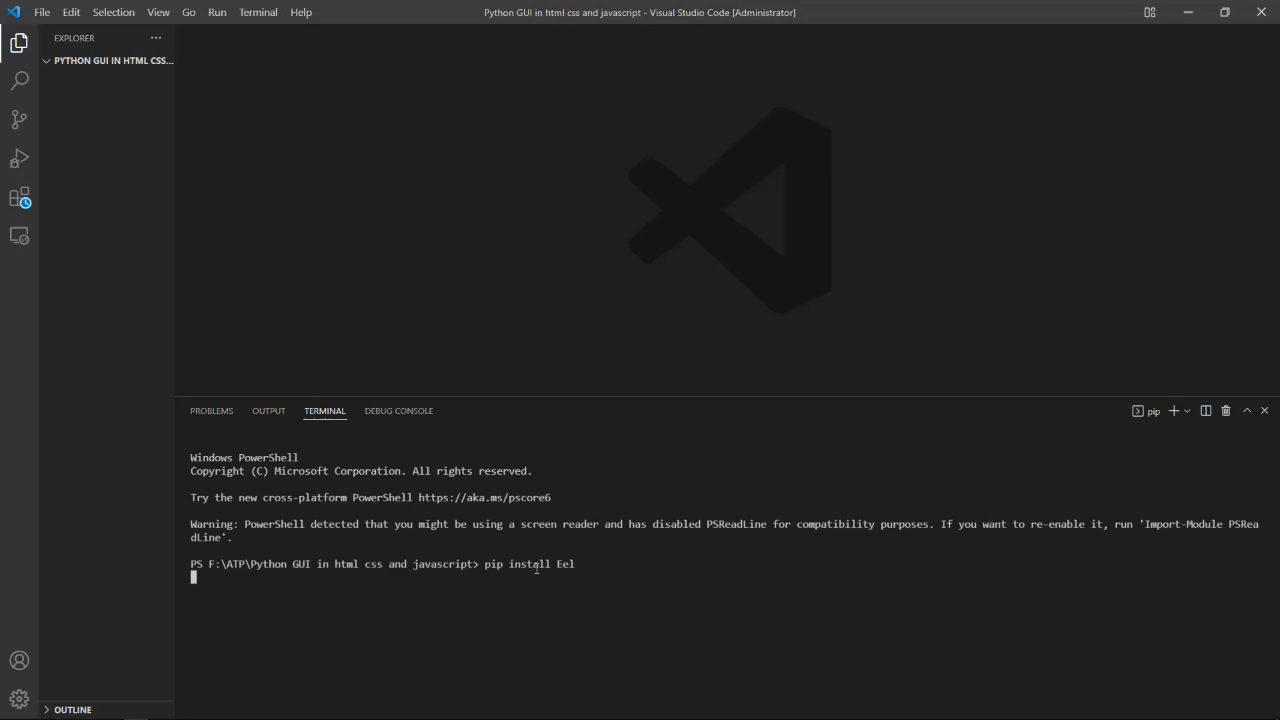 File Edit Selection View Go Run Terminal Help
Python GUI in html css and javascript - Visual Studio Code [Administrator]
EXPLORER
PYTHON GUI IN HTML CSS...
PROBLEMS OUTPUT TERMINAL DEBUG CONSOLE
pip
Windows PowerShell
Copyright (C) Microsoft Corporation. All rights reserved.
Try the new cross-platform PowerShell https://aka.ms/pscore6
Warning: PowerShell detected that you might be using a screen reader and has disabled PSReadLine for compatibility purposes. If you want to re-enable it, run 'Import-Module PSRea
dLine'.
PS F:\ATP\Python GUI in html css and javascript> pip install Eel
OUTLINE